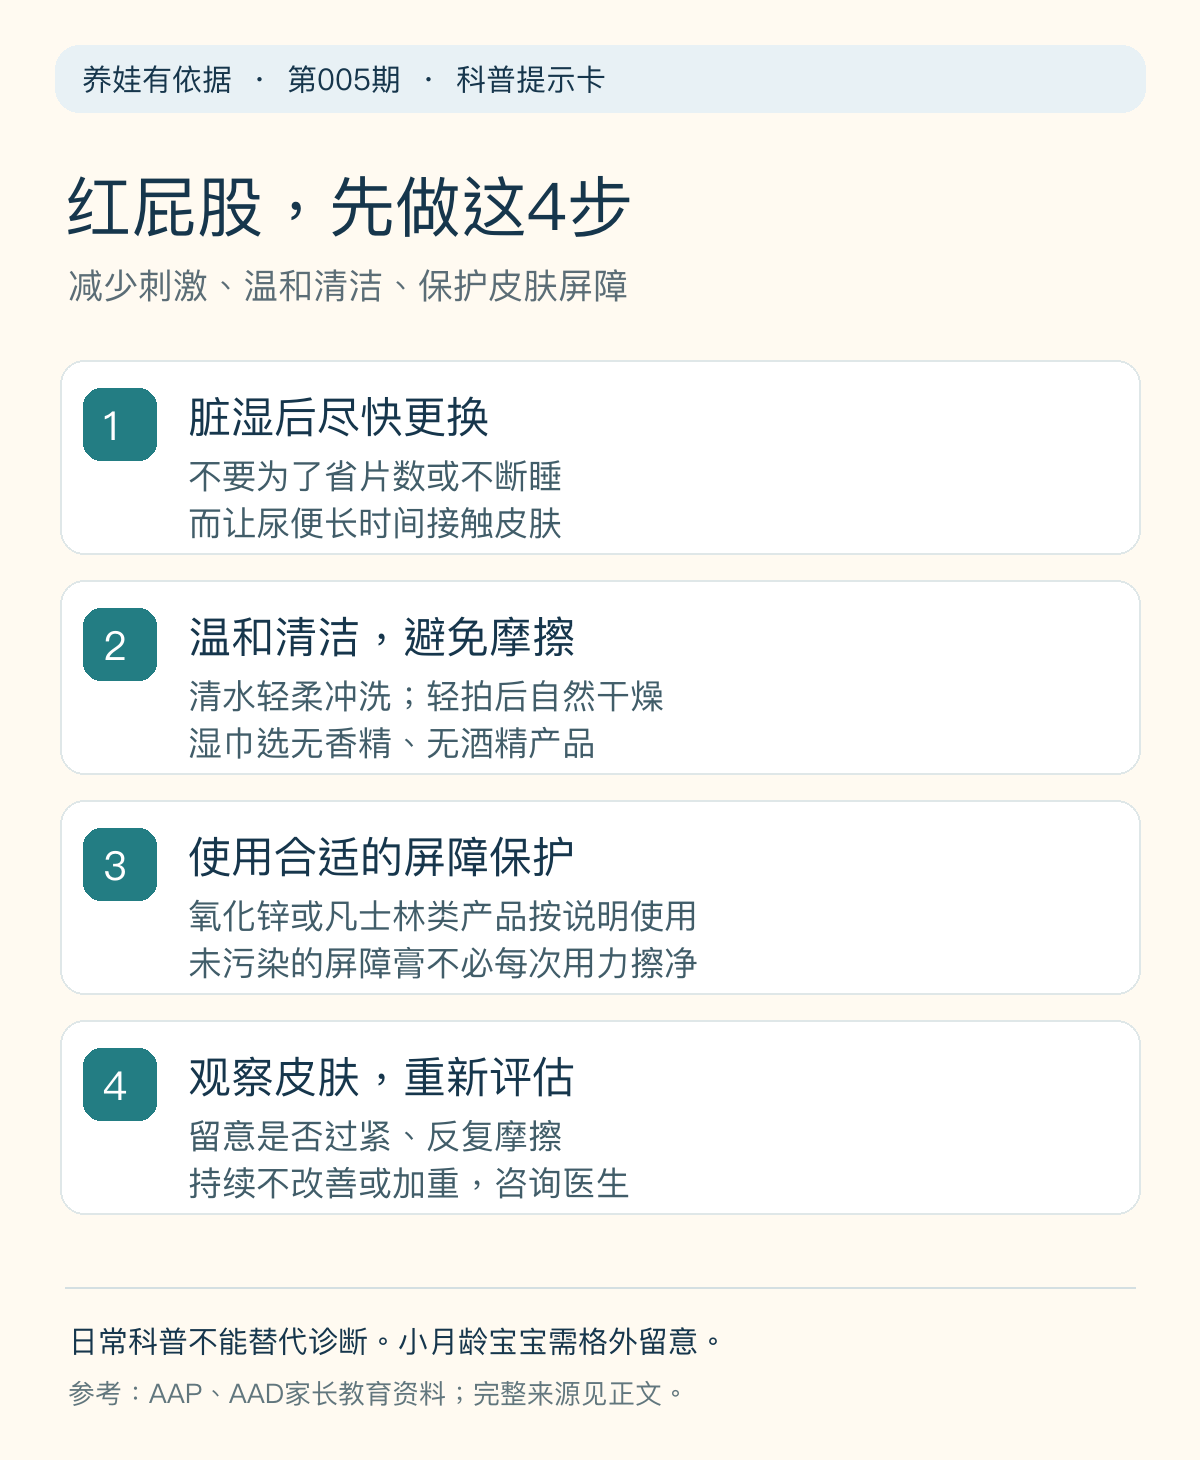 养娃有依据 · 第005期 · 科普提示卡
红屁股，先做这4步
减少刺激、温和清洁、保护皮肤屏障
1 脏湿后尽快更换
不要为了省片数或不断睡
而让尿便长时间接触皮肤
2 温和清洁，避免摩擦
清水轻柔冲洗；轻拍后自然干燥
湿巾选无香精、无酒精产品
3 使用合适的屏障保护
氧化锌或凡士林类产品按说明使用
未污染的屏障膏不必每次用力擦净
4 观察皮肤，重新评估
留意是否过紧、反复摩擦
持续不改善或加重，咨询医生
日常科普不能替代诊断。小月龄宝宝需格外留意。
参考：AAP、AAD家长教育资料；完整来源见正文。